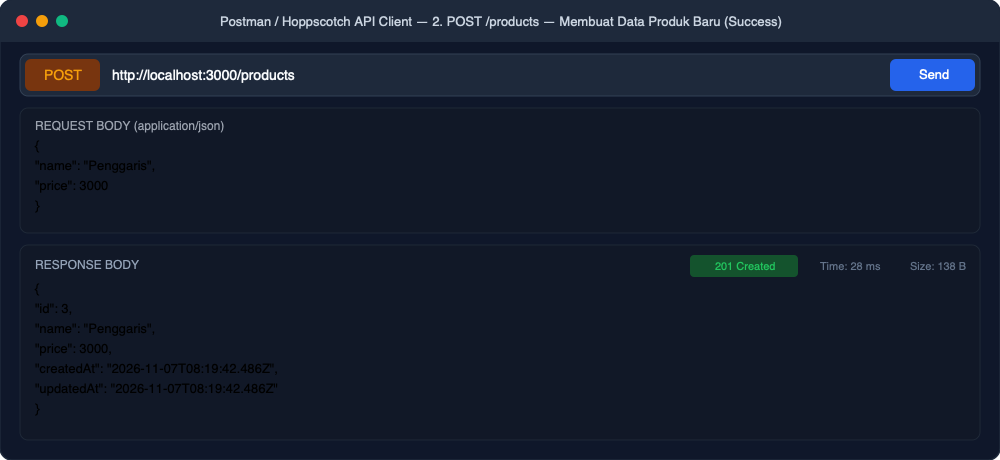 Postman / Hoppscotch API Client — 2. POST /products — Membuat Data Produk Baru (Success)
POST http://localhost:3000/products Send
REQUEST BODY (application/json)
{
"name": "Penggaris",
"price": 3000
}
RESPONSE BODY 201 Created Time: 28 ms Size: 138 B
{
"id": 3,
"name": "Penggaris",
"price": 3000,
"createdAt": "2026-11-07T08:19:42.486Z",
"updatedAt": "2026-11-07T08:19:42.486Z"
}